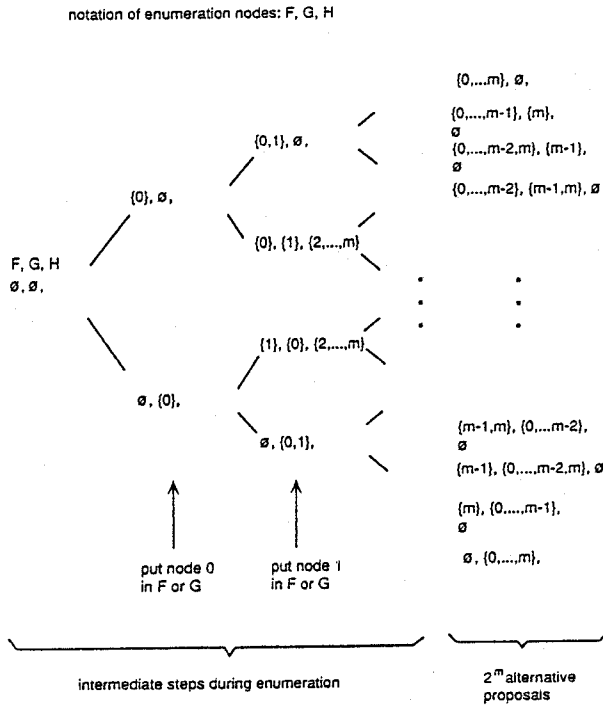 notation of enumeration nodes: F, G, H
{0,...m}, ø,
{0,...,m-1}, {m},
ø
{0,1}, ø,
{0,...,m-2,m}, {m-1},
ø
{0}, ø,
{0,...,m-2}, {m-1,m}, ø
{0}, {1}, {2,...,m}
F, G, H
ø, ø,
{1}, {0}, {2,...,m}
ø, {0},
ø, {0,1},
{m-1,m}, {0,...m-2},
ø
{m-1}, {0,...,m-2,m}, ø
{m}, {0,...,m-1},
ø
ø, {0,...,m},
put node 0
in F or G
put node 1
in F or G
intermediate steps during enumeration
2^m alternative
proposals